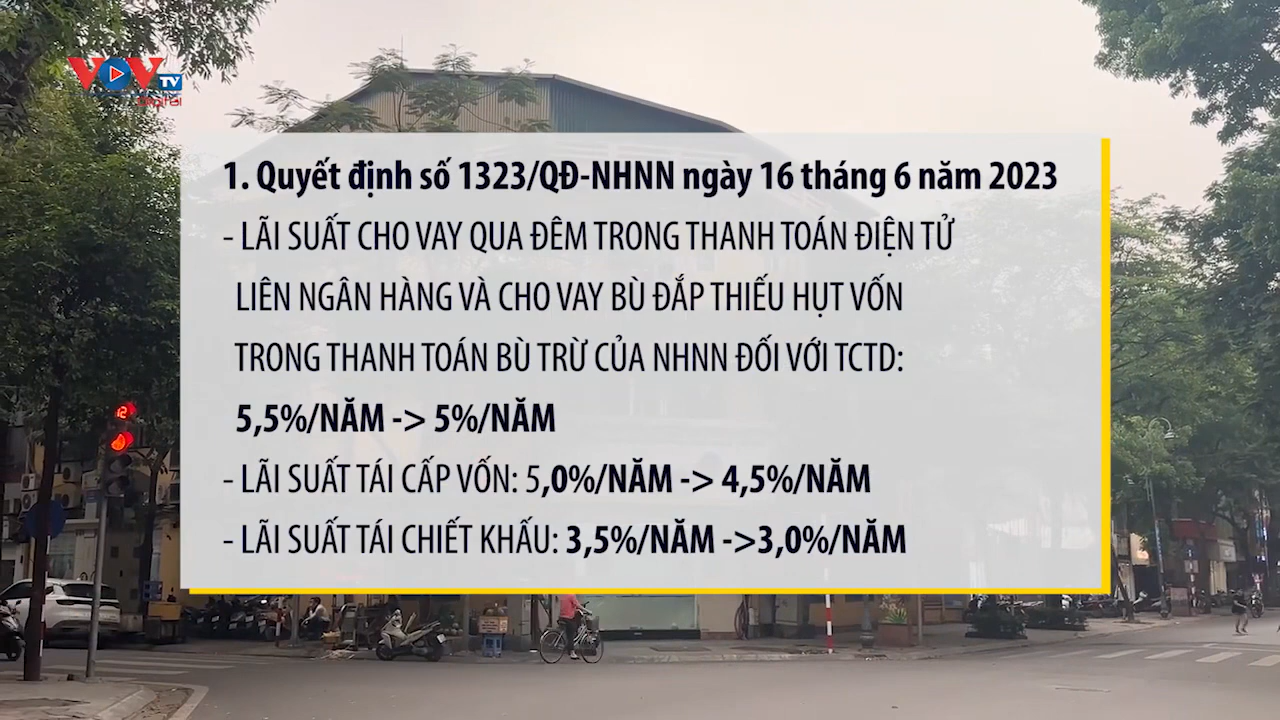 VOV TV
digital
1. Quyết định số 1323/QĐ-NHNN ngày 16 tháng 6 năm 2023
- LÃI SUẤT CHO VAY QUA ĐÊM TRONG THANH TOÁN ĐIỆN TỬ
LIÊN NGÂN HÀNG VÀ CHO VAY BÙ ĐẮP THIẾU HỤT VỐN
TRONG THANH TOÁN BÙ TRỪ CỦA NHNN ĐỐI VỚI TCTD:
5,5%/NĂM -> 5%/NĂM
- LÃI SUẤT TÁI CẤP VỐN: 5,0%/NĂM -> 4,5%/NĂM
- LÃI SUẤT TÁI CHIẾT KHẤU: 3,5%/NĂM ->3,0%/NĂM
12